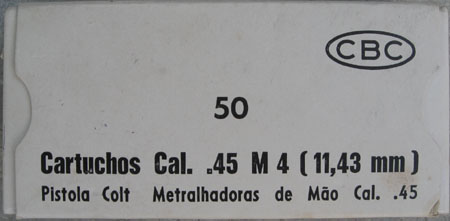 CBC
50
Cartuchos Cal. .45 M 4 ( 11,43 mm )
Pistola Colt Metralhadoras de Mão Cal. .45